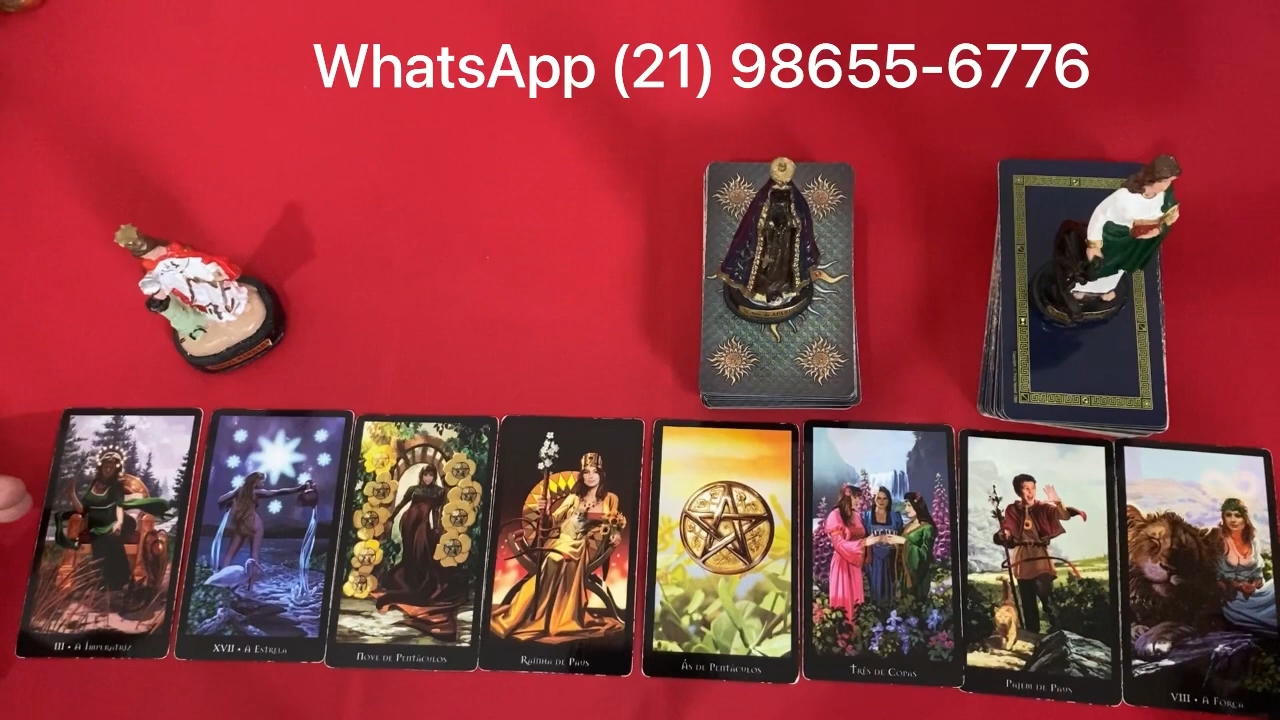 WhatsApp (21) 98655-6776
III • A Imperatriz
XVII • A Estrela
Nove de Pentáculos
Rainha de Paus
Ás de Pentáculos
Três de Copas
Pajem de Paus
VIII • A Força